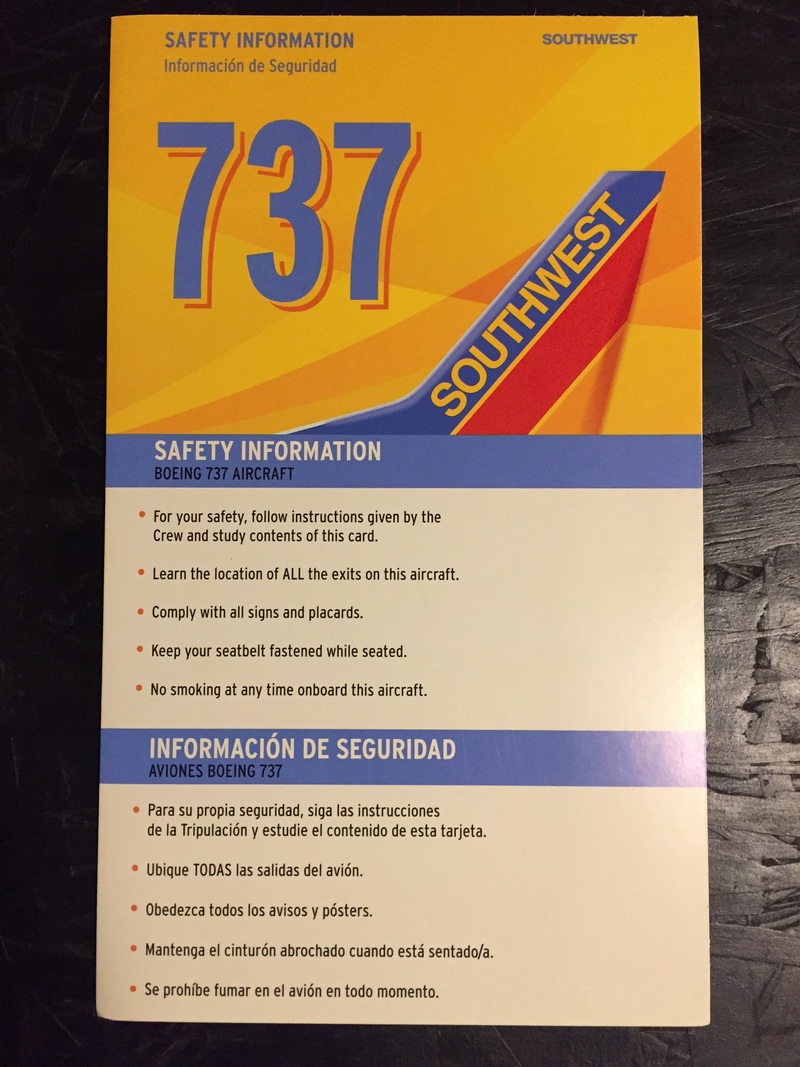 SAFETY INFORMATION
Información de Seguridad
SOUTHWEST
737
SOUTHWEST
SAFETY INFORMATION
BOEING 737 AIRCRAFT
• For your safety, follow instructions given by the
Crew and study contents of this card.
• Learn the location of ALL the exits on this aircraft.
• Comply with all signs and placards.
• Keep your seatbelt fastened while seated.
• No smoking at any time onboard this aircraft.
INFORMACIÓN DE SEGURIDAD
AVIONES BOEING 737
• Para su propia seguridad, siga las instrucciones
de la Tripulación y estudie el contenido de esta tarjeta.
• Ubique TODAS las salidas del avión.
• Obedezca todos los avisos y pósters.
• Mantenga el cinturón abrochado cuando está sentado/a.
• Se prohíbe fumar en el avión en todo momento.